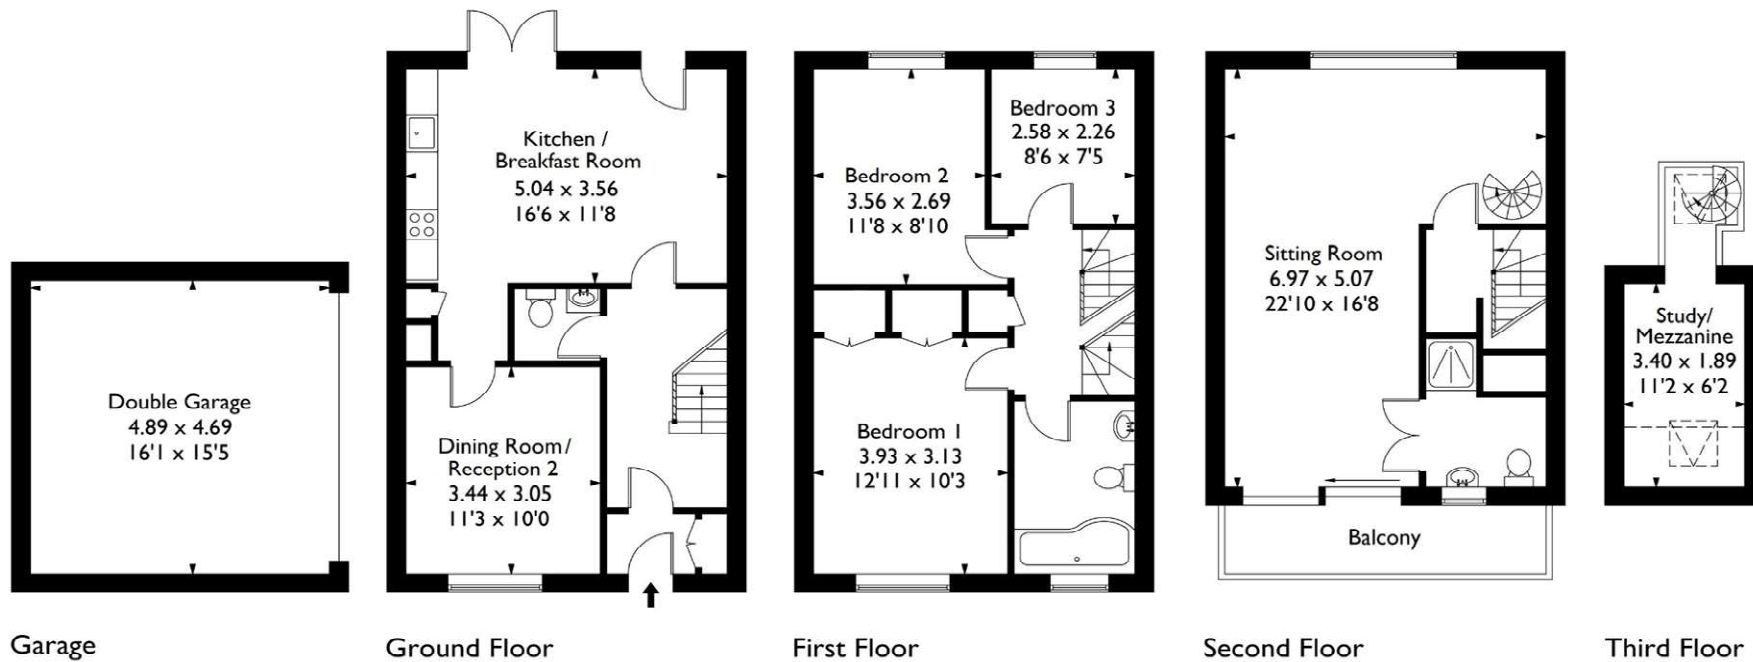 Double Garage
4.89 x 4.69
16'1 x 15'5
Garage
Kitchen /
Breakfast Room
5.04 x 3.56
16'6 x 11'8
Dining Room/
Reception 2
3.44 x 3.05
11'3 x 10'0
Ground Floor
Bedroom 2
3.56 x 2.69
11'8 x 8'10
Bedroom 3
2.58 x 2.26
8'6 x 7'5
Bedroom 1
3.93 x 3.13
12'11 x 10'3
First Floor
Sitting Room
6.97 x 5.07
22'10 x 16'8
Balcony
Second Floor
Study/
Mezzanine
3.40 x 1.89
11'2 x 6'2
Third Floor